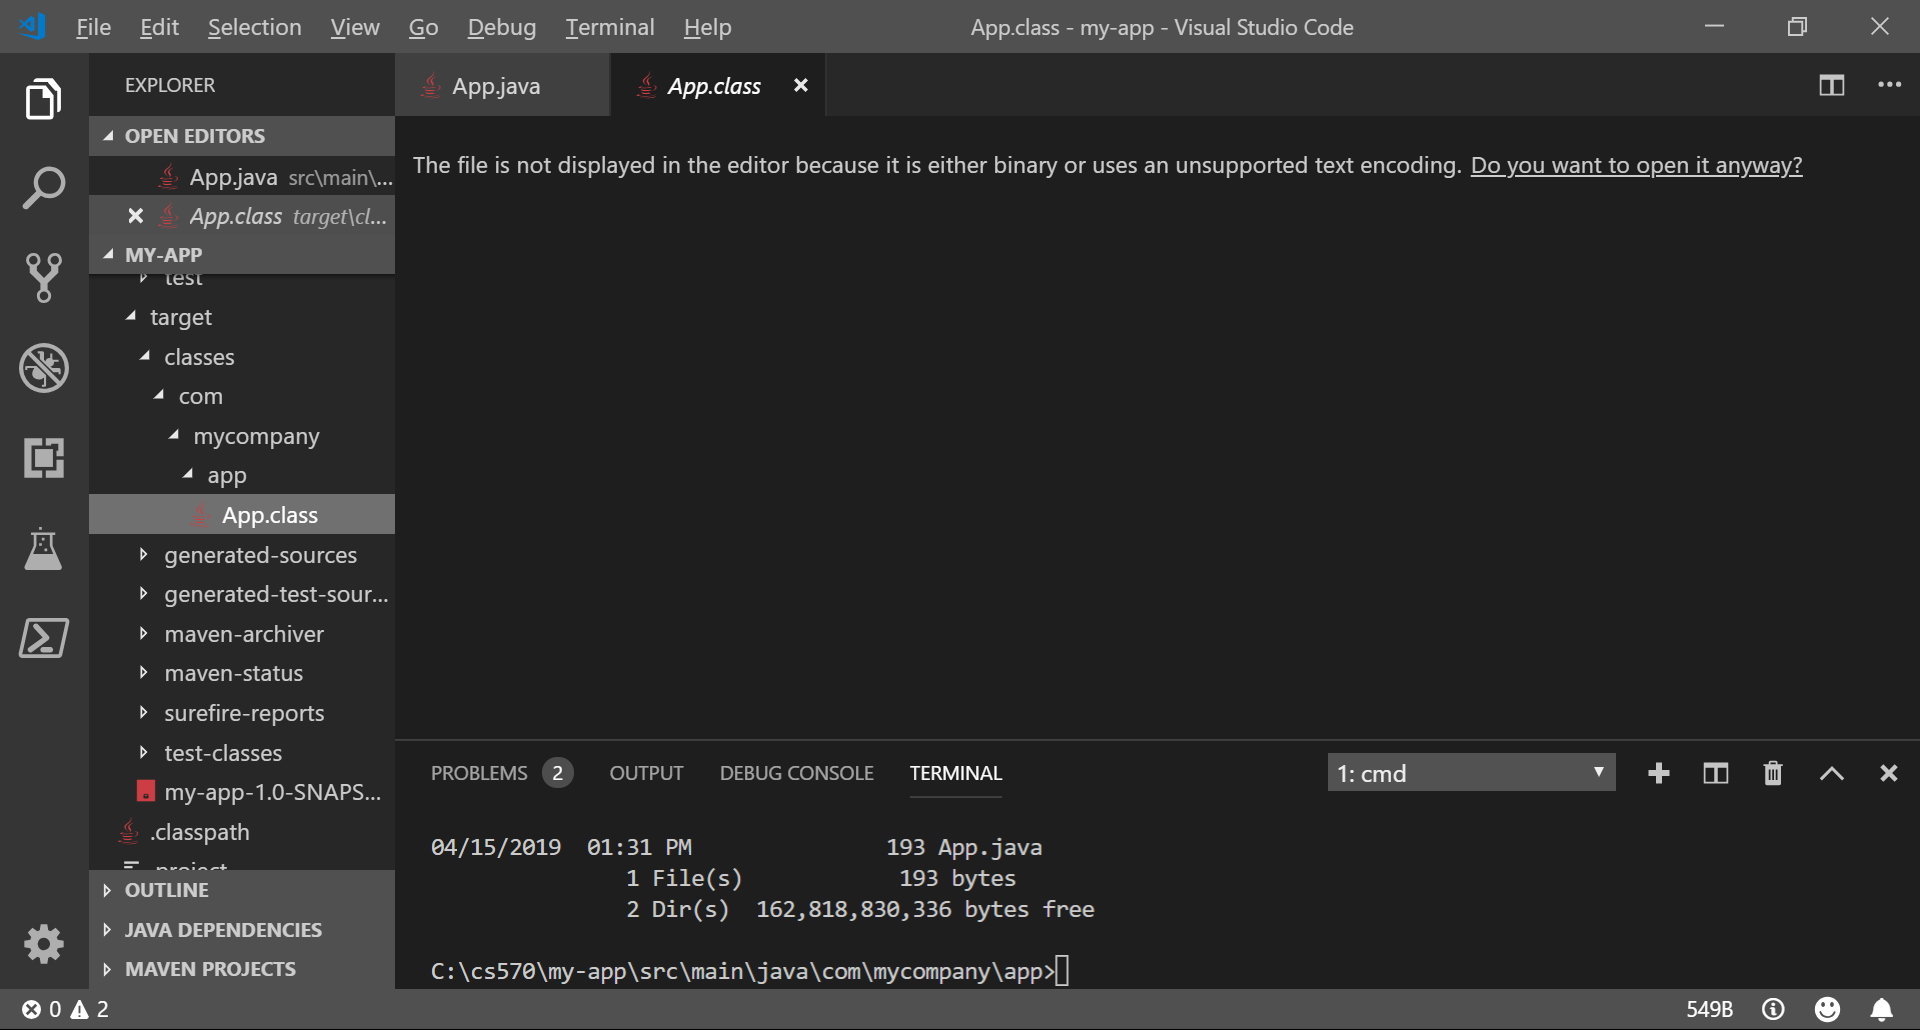 File Edit Selection View Go Debug Terminal Help App.class - my-app - Visual Studio Code
EXPLORER
App.java
App.class
OPEN EDITORS
App.java src\main\...
App.class target\cl...
MY-APP
test
target
classes
com
mycompany
app
App.class
generated-sources
generated-test-sour...
maven-archiver
maven-status
surefire-reports
test-classes
my-app-1.0-SNAPS...
.classpath
.project
OUTLINE
JAVA DEPENDENCIES
MAVEN PROJECTS
The file is not displayed in the editor because it is either binary or uses an unsupported text encoding. Do you want to open it anyway?
PROBLEMS 2 OUTPUT DEBUG CONSOLE TERMINAL 1: cmd
04/15/2019 01:31 PM 193 App.java
1 File(s) 193 bytes
2 Dir(s) 162,818,830,336 bytes free
C:\cs570\my-app\src\main\java\com\mycompany\app>
0 2 549B